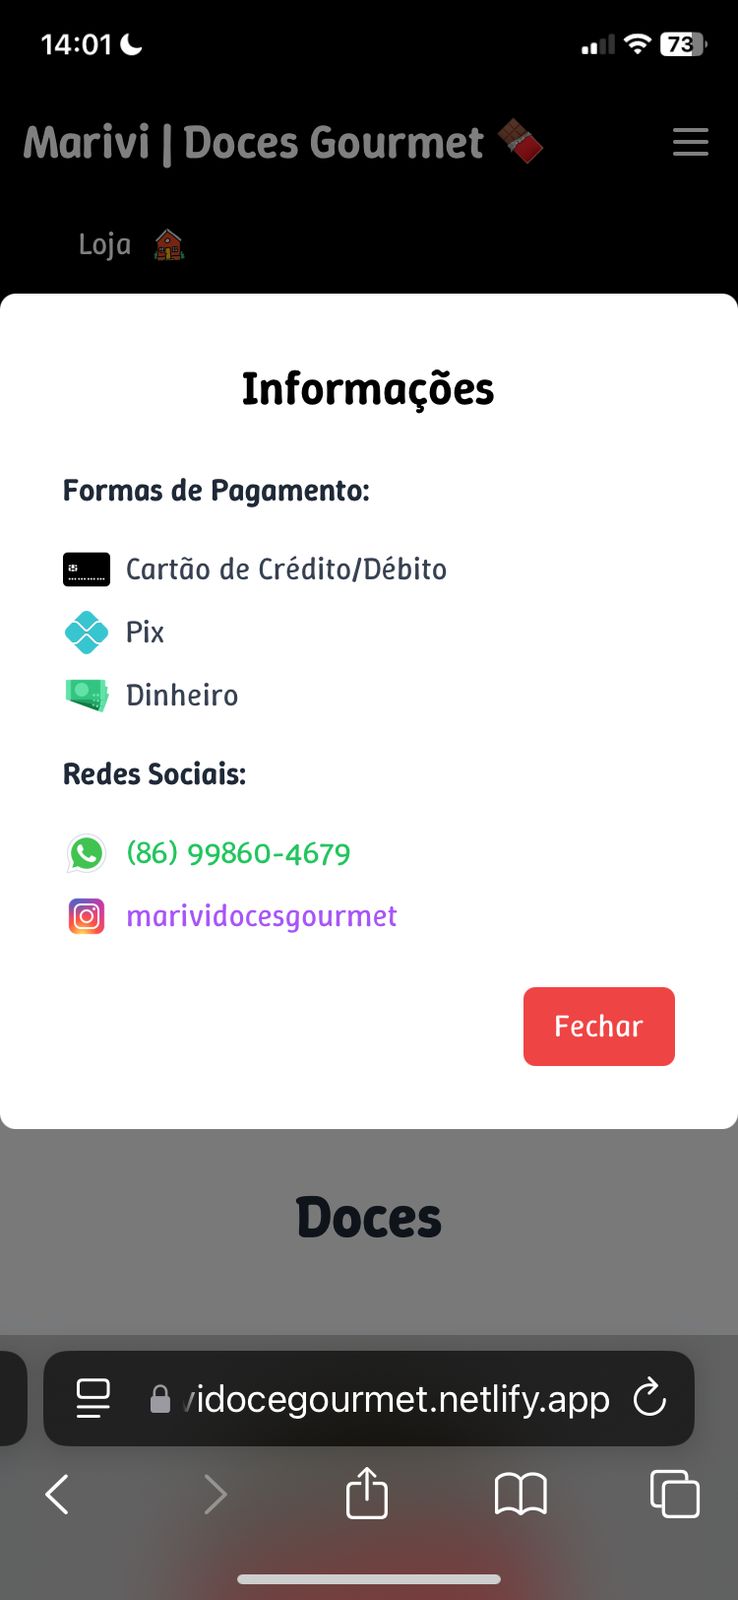 14:01
73
Marivi | Doces Gourmet
Loja
Informações
Formas de Pagamento:
Cartão de Crédito/Débito
Pix
Dinheiro
Redes Sociais:
(86) 99860-4679
marividocesgourmet
Fechar
Doces
vidocegourmet.netlify.app